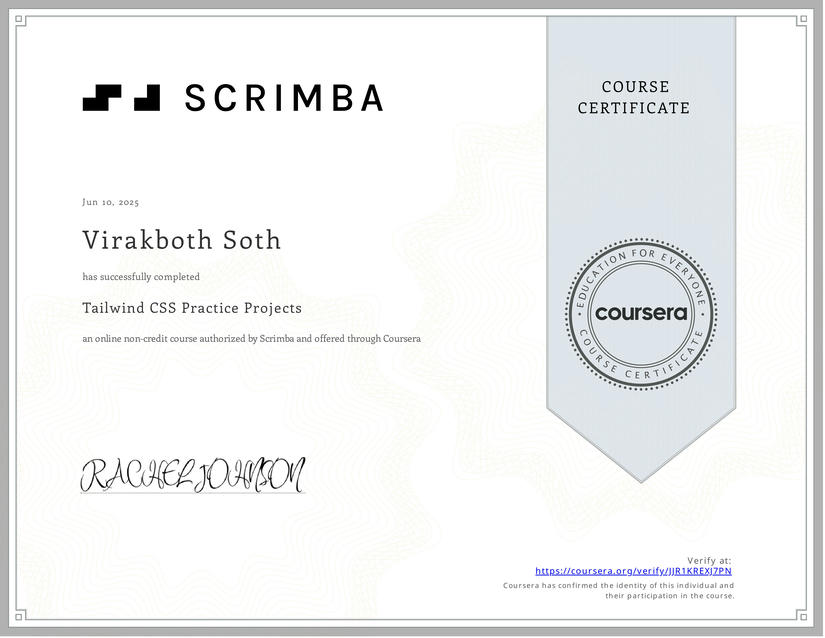 SCRIMBA
COURSE
CERTIFICATE
Jun 10, 2025
Virakboth Soth
has successfully completed
Tailwind CSS Practice Projects
an online non-credit course authorized by Scrimba and offered through Coursera
EDUCATION FOR EVERYONE
coursera
COURSE CERTIFICATE
RACHEL JOHNSON
Verify at:
https://coursera.org/verify/JJR1KREXJ7PN
Coursera has confirmed the identity of this individual and
their participation in the course.